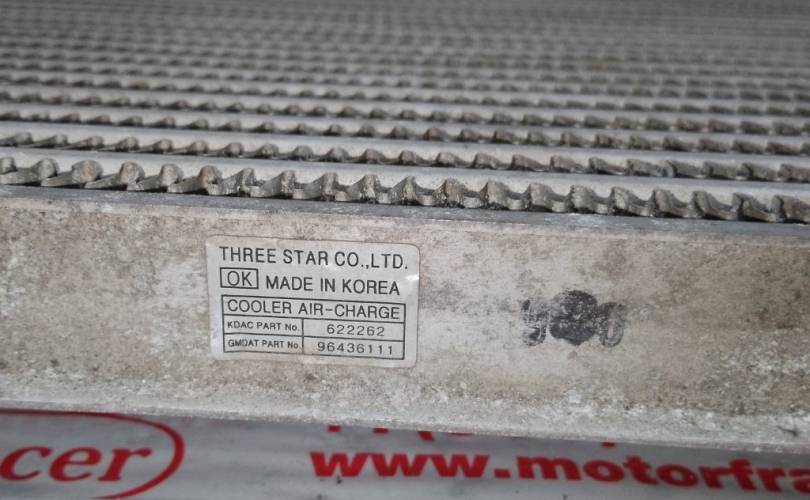 THREE STAR CO.,LTD.
OK MADE IN KOREA
COOLER AIR-CHARGE
KDAC PART No. 622262
GMDAT PART No. 96436111
cer
www.motorfra